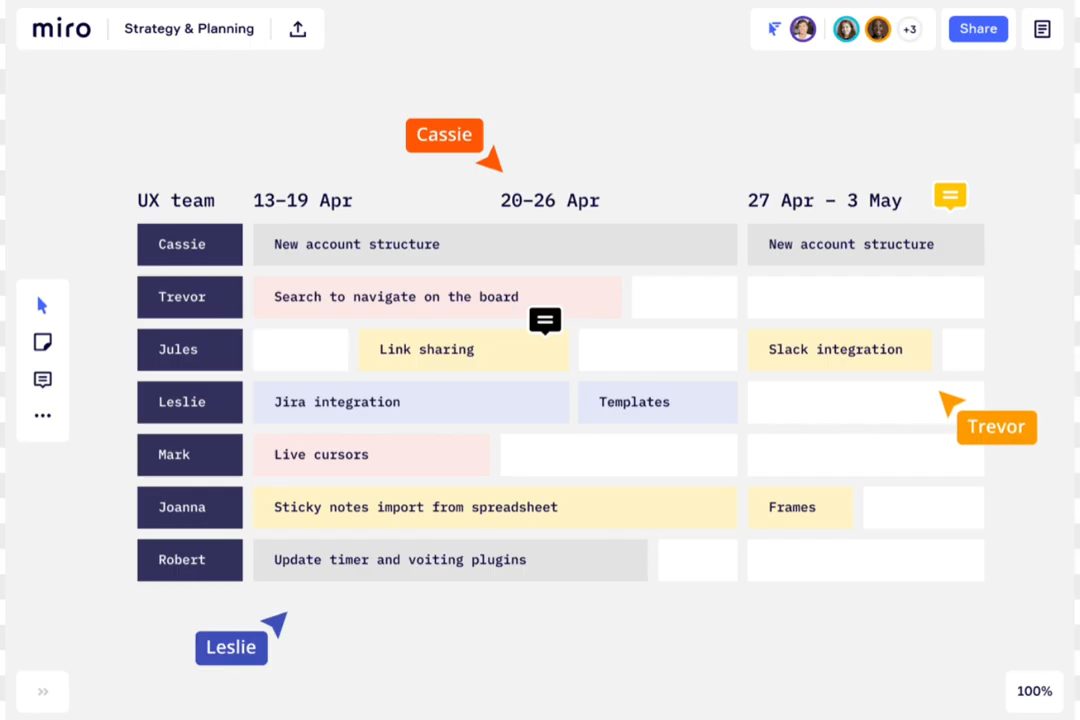 miro
Strategy & Planning
+3
Share
Cassie
UX team 13–19 Apr 20–26 Apr 27 Apr – 3 May
Cassie New account structure New account structure
Trevor Search to navigate on the board
Jules Link sharing Slack integration
Leslie Jira integration Templates
Trevor
Mark Live cursors
Joanna Sticky notes import from spreadsheet Frames
Robert Update timer and voiting plugins
Leslie
100%